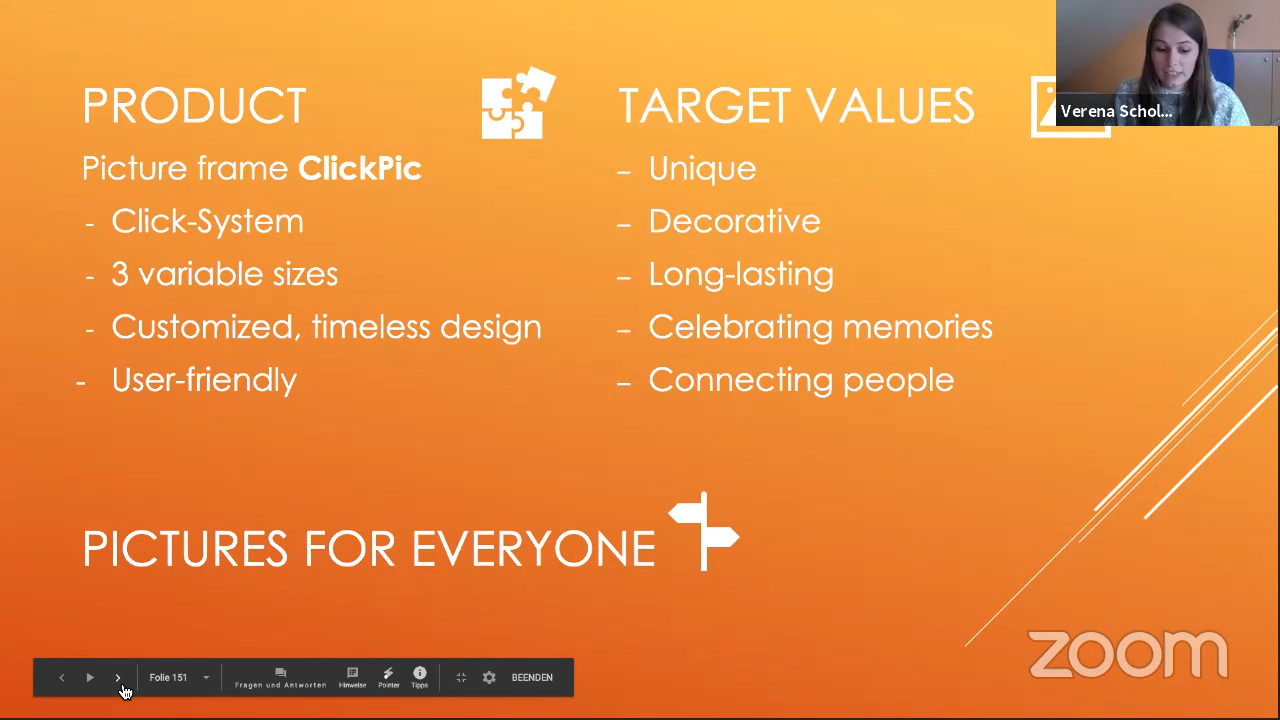 PRODUCT
Picture frame ClickPic
- Click-System
- 3 variable sizes
- Customized, timeless design
- User-friendly
TARGET VALUES
– Unique
– Decorative
– Long-lasting
– Celebrating memories
– Connecting people
PICTURES FOR EVERYONE
Verena Schol...
zoom
Folie 151
Fragen und Antworten
Hinweise
Pointer
Tipps
BEENDEN